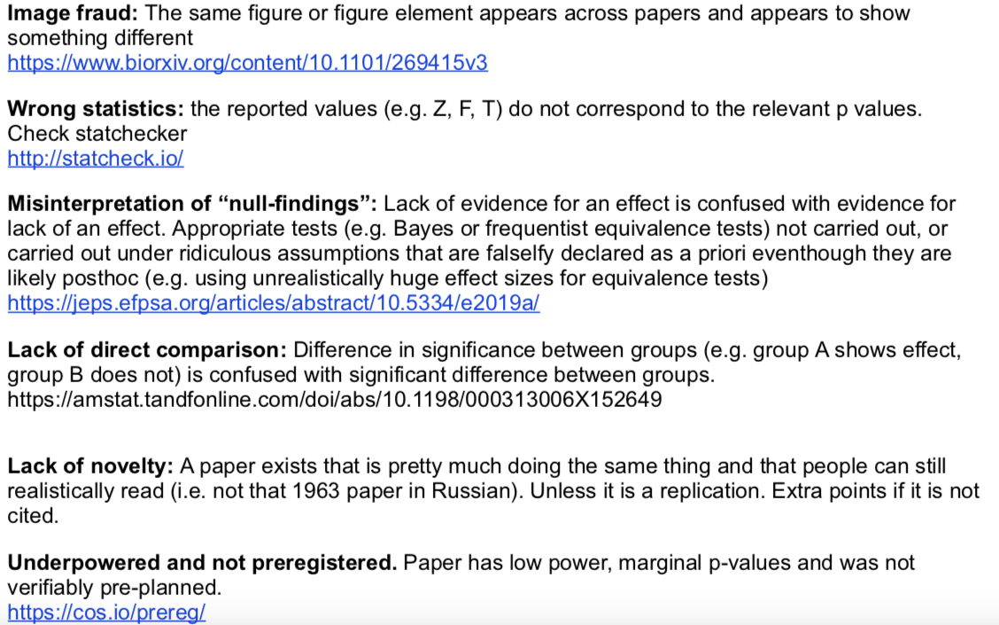 Image fraud: The same figure or figure element appears across papers and appears to show
something different
https://www.biorxiv.org/content/10.1101/269415v3
Wrong statistics: the reported values (e.g. Z, F, T) do not correspond to the relevant p values.
Check statchecker
http://statcheck.io/
Misinterpretation of “null-findings”: Lack of evidence for an effect is confused with evidence for
lack of an effect. Appropriate tests (e.g. Bayes or frequentist equivalence tests) not carried out, or
carried out under ridiculous assumptions that are falselfy declared as a priori eventhough they are
likely posthoc (e.g. using unrealistically huge effect sizes for equivalence tests)
https://jeps.efpsa.org/articles/abstract/10.5334/e2019a/
Lack of direct comparison: Difference in significance between groups (e.g. group A shows effect,
group B does not) is confused with significant difference between groups.
https://amstat.tandfonline.com/doi/abs/10.1198/000313006X152649
Lack of novelty: A paper exists that is pretty much doing the same thing and that people can still
realistically read (i.e. not that 1963 paper in Russian). Unless it is a replication. Extra points if it is not
cited.
Underpowered and not preregistered. Paper has low power, marginal p-values and was not
verifiably pre-planned.
https://cos.io/prereg/